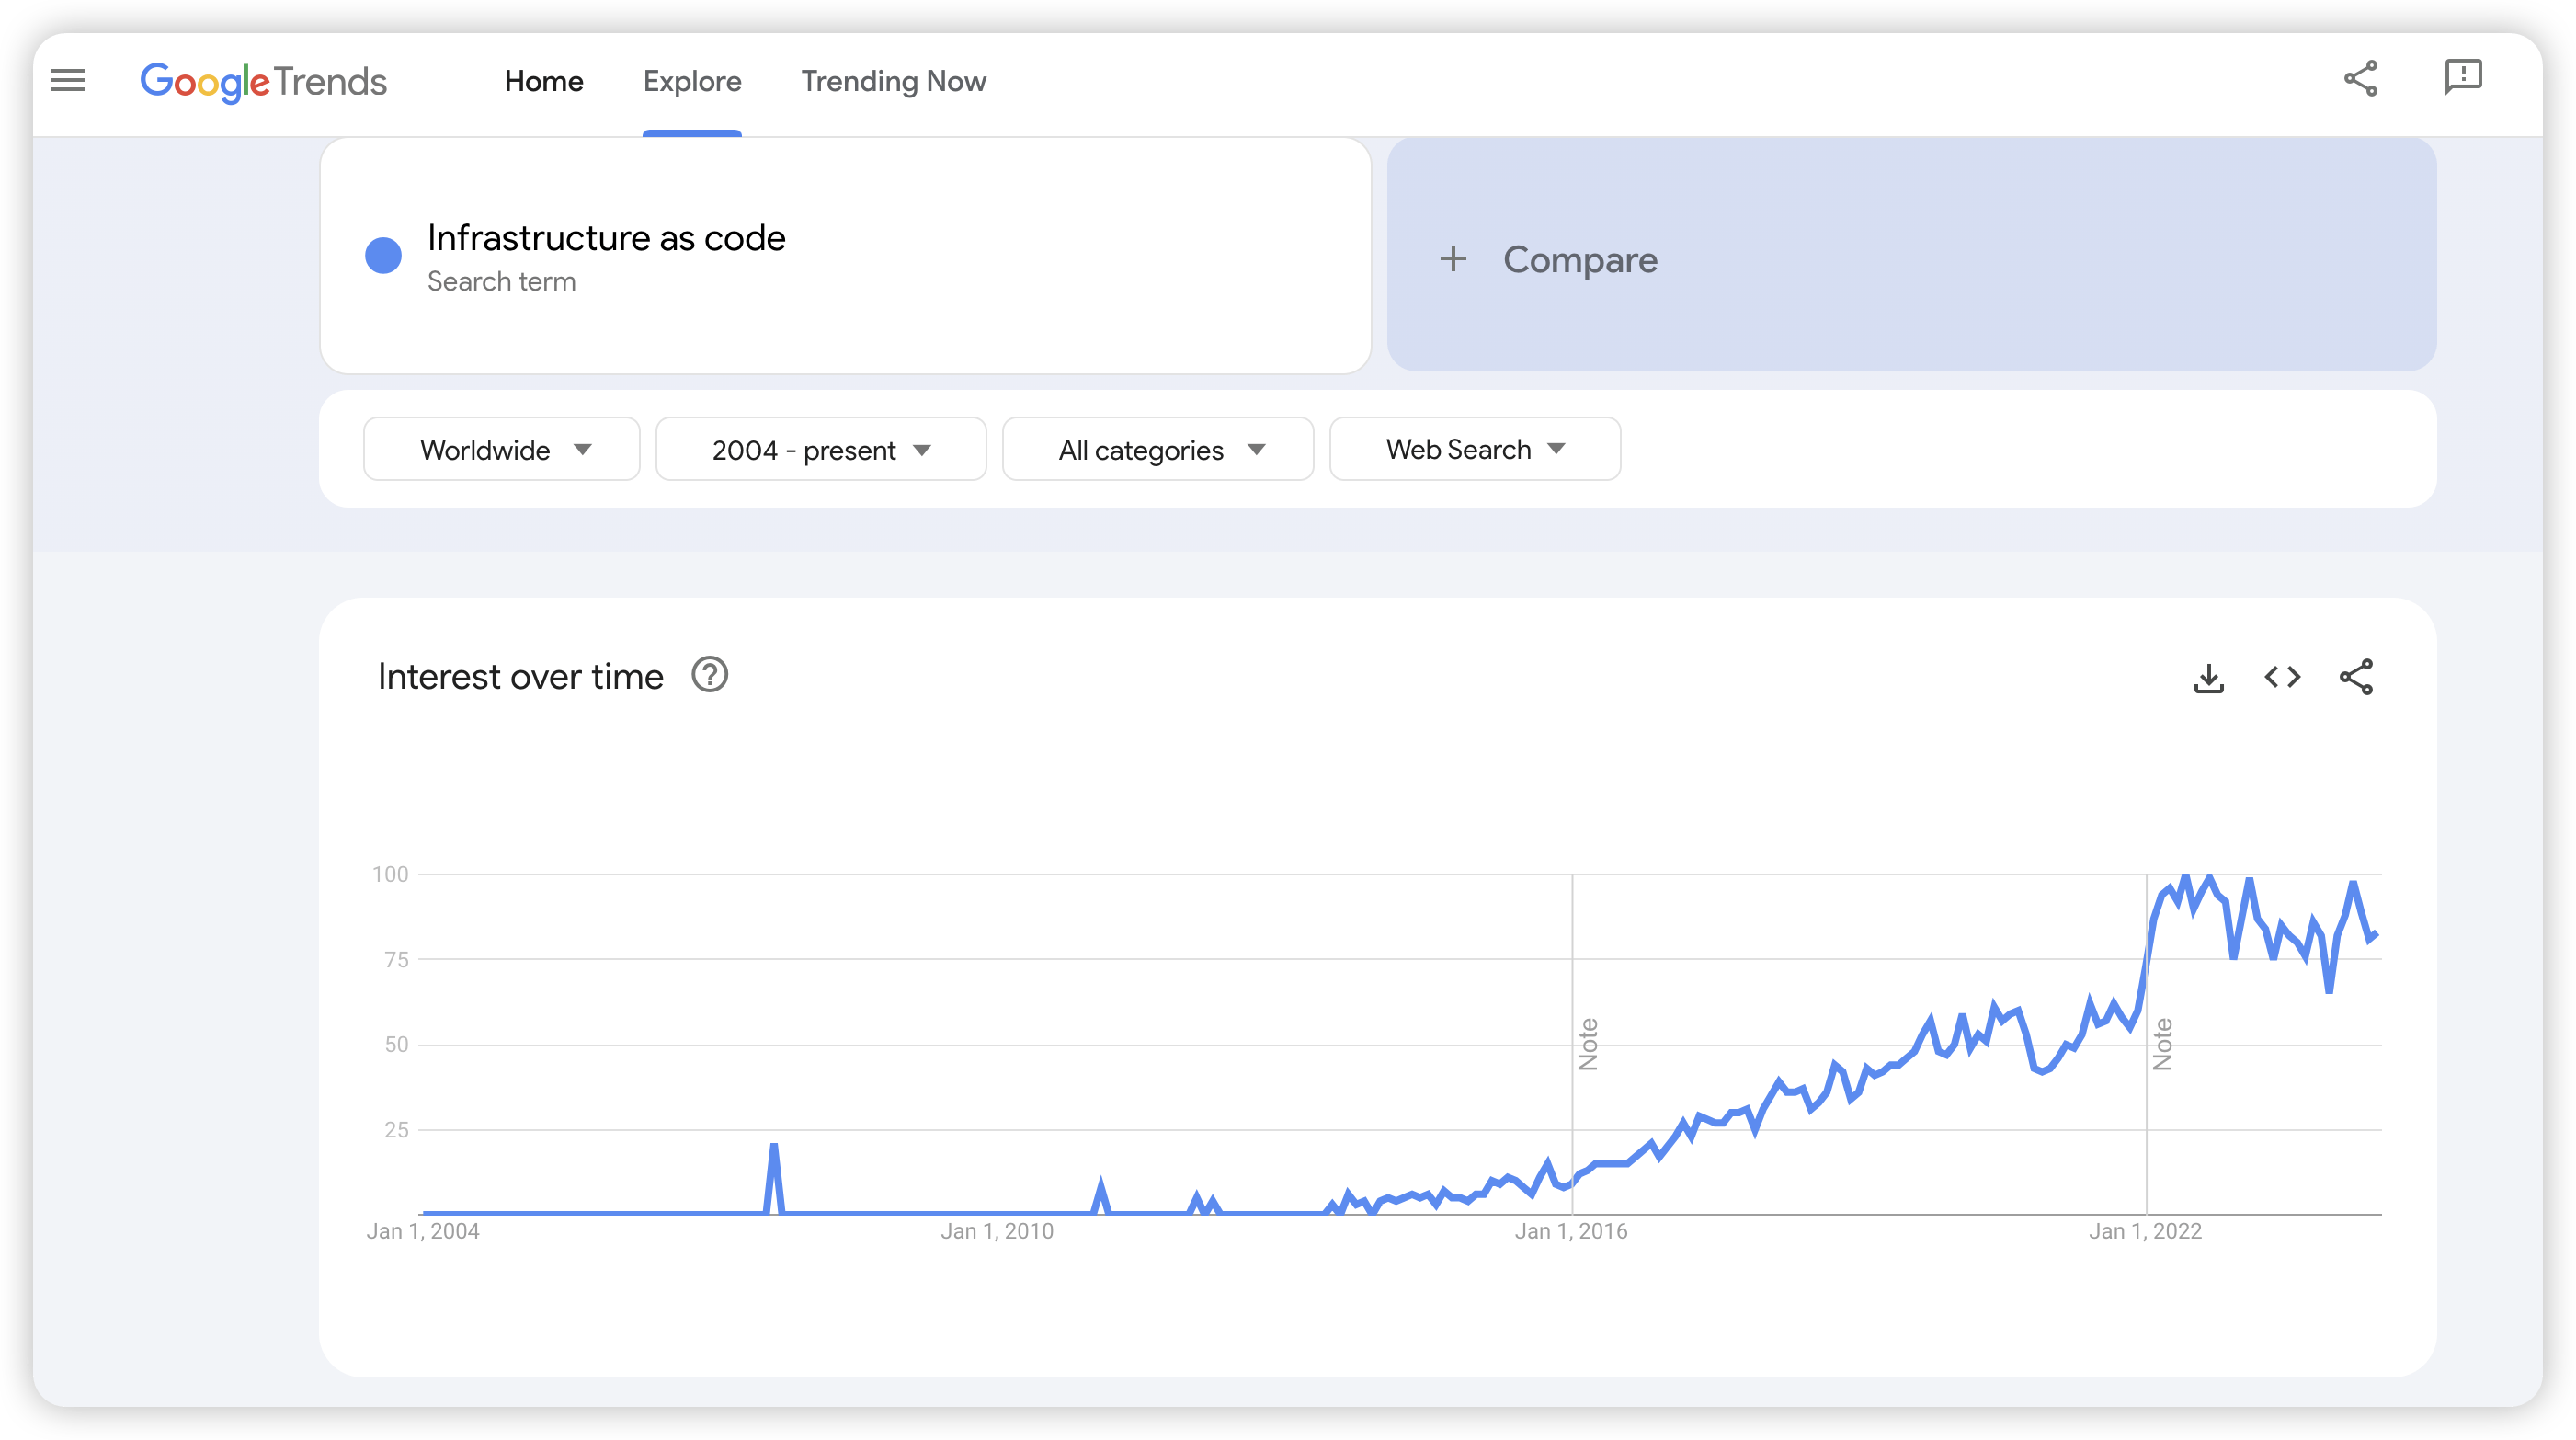 Google Trends Home Explore Trending Now
Infrastructure as code
Search term
+ Compare
Worldwide 2004 - present All categories Web Search
Interest over time
100
75
50
25
Note
Note
Jan 1, 2004 Jan 1, 2010 Jan 1, 2016 Jan 1, 2022